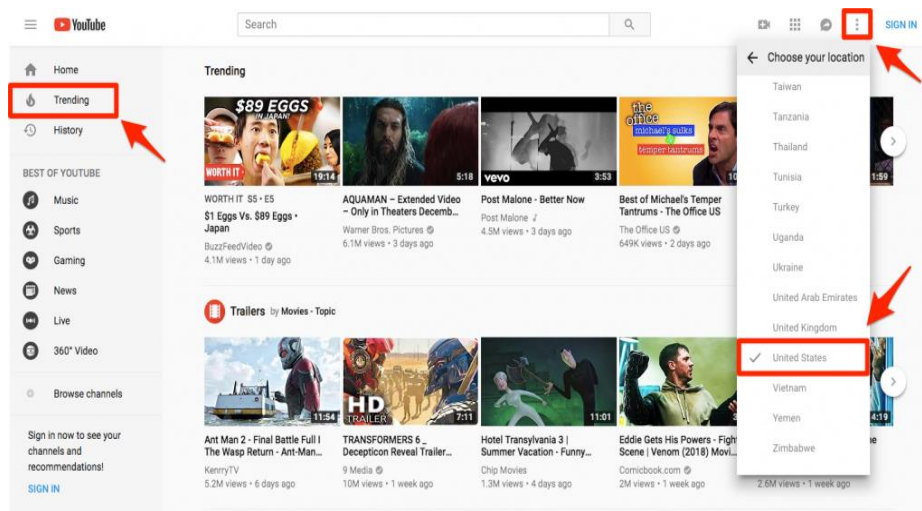 YouTube
Search
SIGN IN
Home
Trending
History
BEST OF YOUTUBE
Music
Sports
Gaming
News
Live
360° Video
Browse channels
Sign in now to see your
channels and
recommendations!
SIGN IN
Trending
$89 EGGS
IN JAPAN!
WORTH IT
19:14
WORTH IT S5 • E5
$1 Eggs Vs. $89 Eggs •
Japan
BuzzFeedVideo
4.1M views • 1 day ago
5:18
AQUAMAN – Extended Video
– Only in Theaters Decemb...
Warner Bros. Pictures
6.1M views • 3 days ago
vevo
3:53
Post Malone - Better Now
Post Malone
4.5M views • 3 days ago
the
office
michael's sulks
temper tantrums
10
Best of Michael's Temper
Tantrums - The Office US
The Office US
649K views • 2 days ago
1:59
Trailers by Movies - Topic
11:54
Ant Man 2 - Final Battle Full I
The Wasp Return - Ant-Man...
KenrryTV
5.2M views • 6 days ago
HD
TRAILER
7:11
TRANSFORMERS 6 _
Decepticon Reveal Trailer...
9 Media
10M views • 1 week ago
11:01
Hotel Transylvania 3 |
Summer Vacation - Funny...
Chip Movies
1.3M views • 4 days ago
Eddie Gets His Powers - Fight
Scene | Venom (2018) Movi...
Comicbook.com
2M views • 1 week ago
4:19
2.6M views • 1 week ago
Choose your location
Taiwan
Tanzania
Thailand
Tunisia
Turkey
Uganda
Ukraine
United Arab Emirates
United Kingdom
United States
Vietnam
Yemen
Zimbabwe